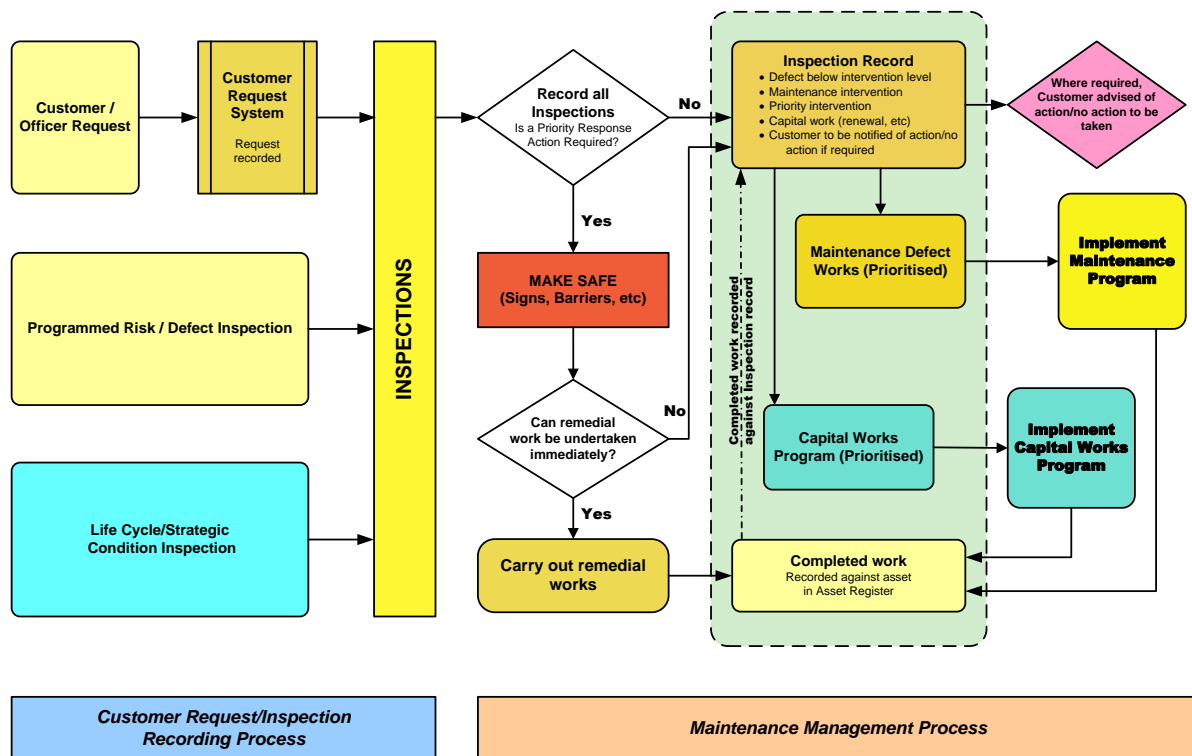 Customer /
Officer Request
Customer
Request
System
Request
recorded
Programmed Risk / Defect Inspection
Life Cycle/Strategic
Condition Inspection
INSPECTIONS
Record all
Inspections
Is a Priority Response
Action Required?
No
Yes
MAKE SAFE
(Signs, Barriers, etc)
Can remedial
work be undertaken
immediately?
No
Yes
Carry out remedial
works
Inspection Record
• Defect below intervention level
• Maintenance intervention
• Priority intervention
• Capital work (renewal, etc)
• Customer to be notified of action/no
action if required
Where required,
Customer advised of
action/no action to be
taken
Maintenance Defect
Works (Prioritised)
Implement
Maintenance
Program
Completed work recorded
against Inspection record
Capital Works
Program (Prioritised)
Implement
Capital Works
Program
Completed work
Recorded against asset
in Asset Register
Customer Request/Inspection
Recording Process
Maintenance Management Process